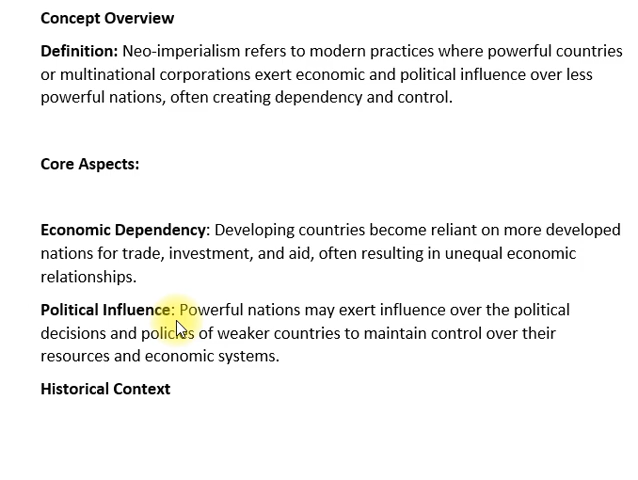 Concept Overview
Definition: Neo-imperialism refers to modern practices where powerful countries
or multinational corporations exert economic and political influence over less
powerful nations, often creating dependency and control.
Core Aspects:
Economic Dependency: Developing countries become reliant on more developed
nations for trade, investment, and aid, often resulting in unequal economic
relationships.
Political Influence: Powerful nations may exert influence over the political
decisions and policies of weaker countries to maintain control over their
resources and economic systems.
Historical Context